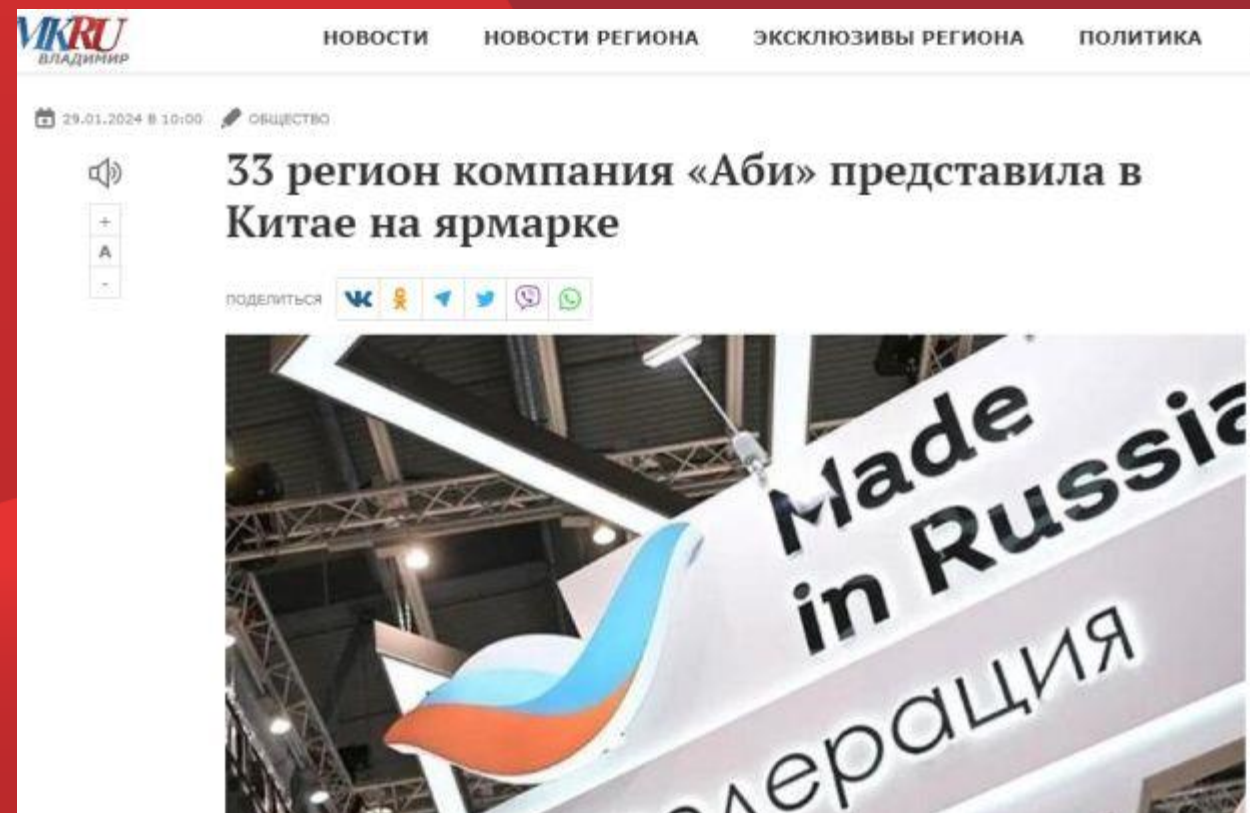 MKRU
ВЛАДИМИР
НОВОСТИ НОВОСТИ РЕГИОНА ЭКСКЛЮЗИВЫ РЕГИОНА ПОЛИТИКА
29.01.2024 В 10:00 ОБЩЕСТВО
33 регион компания «Аби» представила в
Китае на ярмарке
+
А
-
ПОДЕЛИТЬСЯ
Made
in Russia
дерация